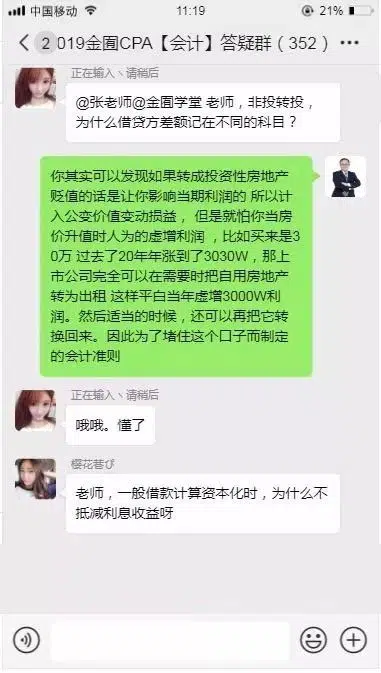 中国移动
11:19
21%
2
019金囿CPA【会计】答疑群（352）
正在输入丶请稍后
@张老师@金囿学堂 老师，非投转投，
为什么借贷方差额记在不同的科目？
你其实可以发现如果转成投资性房地产
贬值的话是让你影响当期利润的 所以计
入公变价值变动损益， 但是就怕你当房
价升值时人为的虚增利润 ，比如买来是3
0万 过去了20年年涨到了3030W，那上
市公司完全可以在需要时把自用房地产
转为出租 这样平白当年虚增3000W利
润。然后适当的时候，还可以再把它转
换回来。因此为了堵住这个口子而制定
的会计准则
正在输入丶请稍后
哦哦。懂了
樱花巷ぴ
老师，一般借款计算资本化时，为什么不
抵减利息收益呀